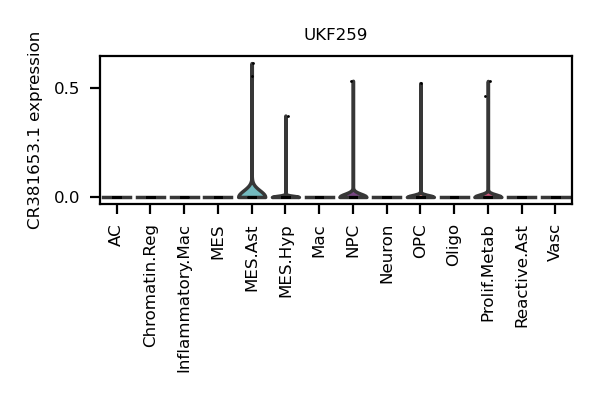 UKF259
CR381653.1 expression
0.5
0.0
AC
Chromatin.Reg
Inflammatory.Mac
MES
MES.Ast
MES.Hyp
Mac
NPC
Neuron
OPC
Oligo
Prolif.Metab
Reactive.Ast
Vasc